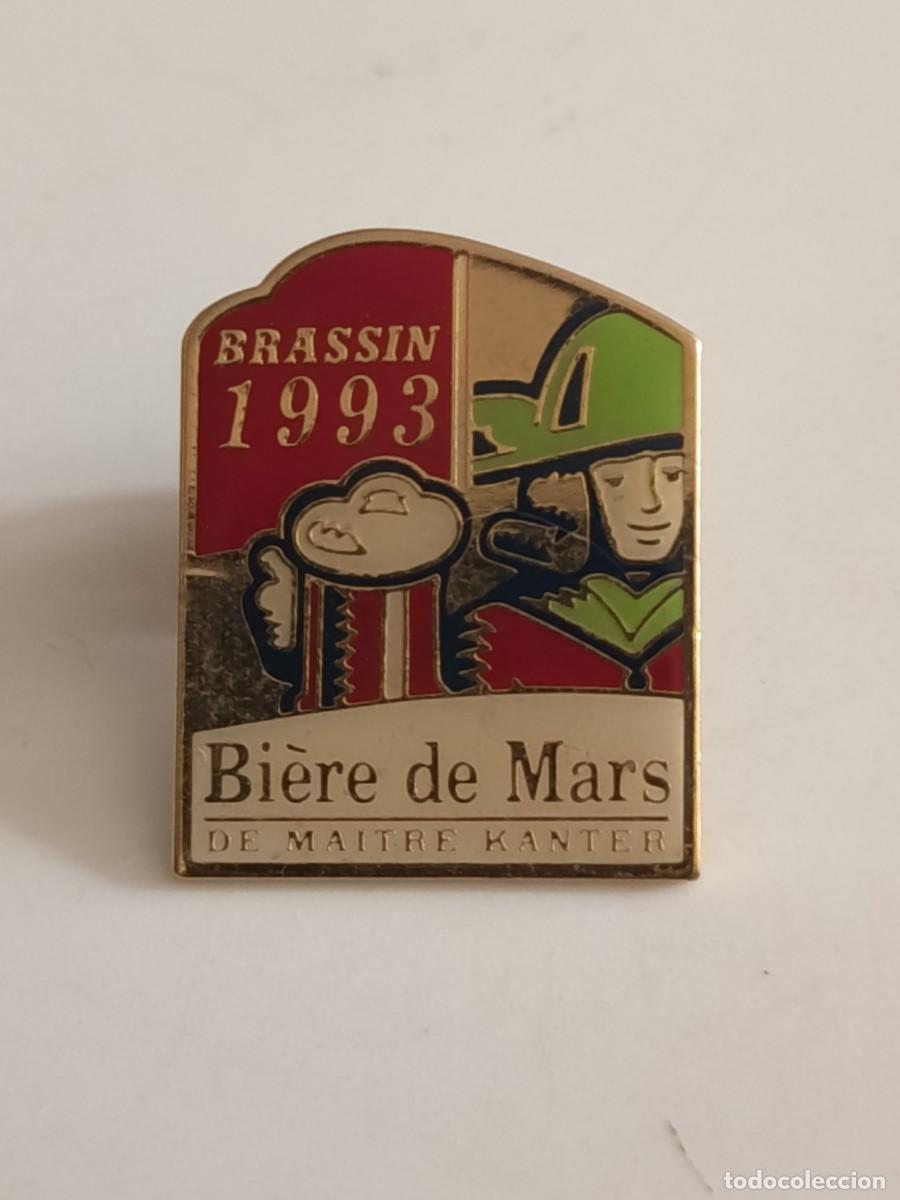 BRASSIN
1993
Bière de Mars
DE MAITRE KANTER
todocoleccion